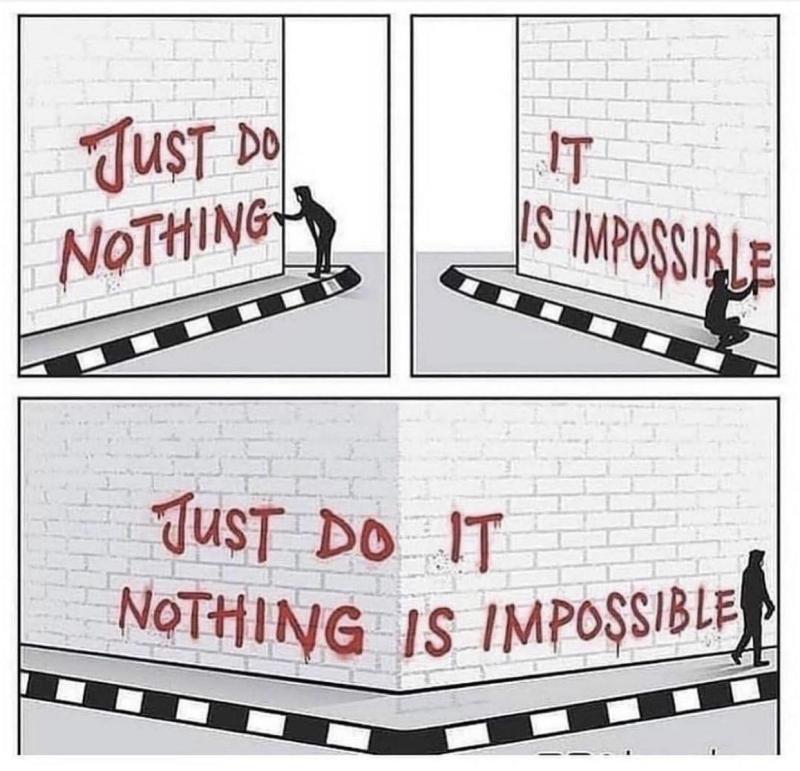 JUST DO
NOTHING
IT
IS IMPOSSIBLE
JUST DO IT
NOTHING IS IMPOSSIBLE